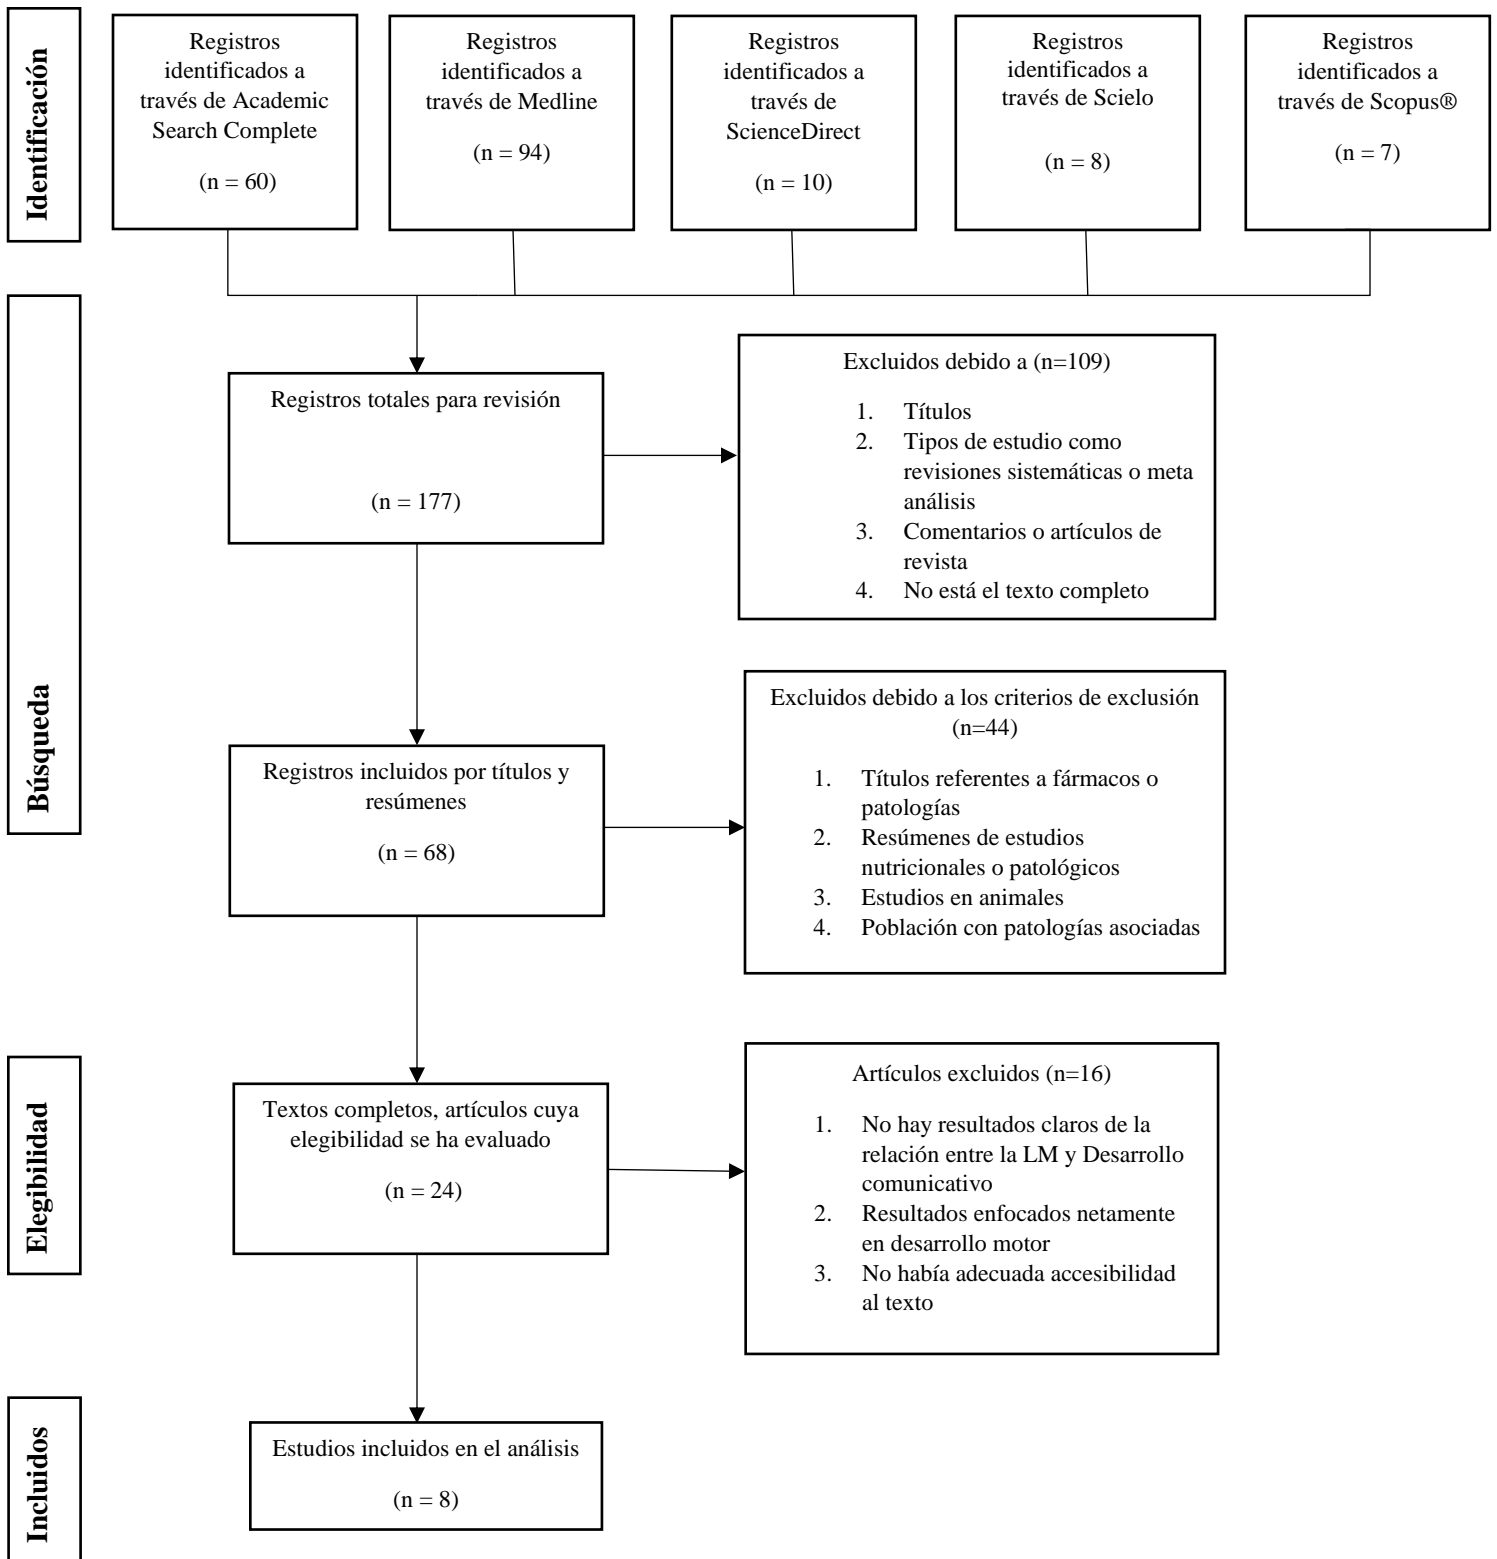 Identificación
Registros
identificados a
través de Academic
Search Complete
(n = 60)
Registros
identificados a
través de Medline
(n = 94)
Registros
identificados a
través de
ScienceDirect
(n = 10)
Registros
identificados a
través de Scielo
(n = 8)
Registros
identificados a
través de Scopus®
(n = 7)
Búsqueda
Registros totales para revisión
(n = 177)
Excluidos debido a (n=109)
1. Títulos
2. Tipos de estudio como
revisiones sistemáticas o meta
análisis
3. Comentarios o artículos de
revista
4. No está el texto completo
Registros incluidos por títulos y
resúmenes
(n = 68)
Excluidos debido a los criterios de exclusión
(n=44)
1. Títulos referentes a fármacos o
patologías
2. Resúmenes de estudios
nutricionales o patológicos
3. Estudios en animales
4. Población con patologías asociadas
Elegibilidad
Textos completos, artículos cuya
elegibilidad se ha evaluado
(n = 24)
Artículos excluidos (n=16)
1. No hay resultados claros de la
relación entre la LM y Desarrollo
comunicativo
2. Resultados enfocados netamente
en desarrollo motor
3. No había adecuada accesibilidad
al texto
Incluidos
Estudios incluidos en el análisis
(n = 8)